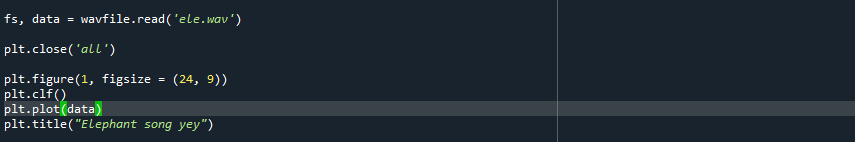 fs, data = wavfile.read('ele.wav')
plt.close('all')
plt.figure(1, figsize = (24, 9))
plt.clf()
plt.plot(data)
plt.title("Elephant song yey")